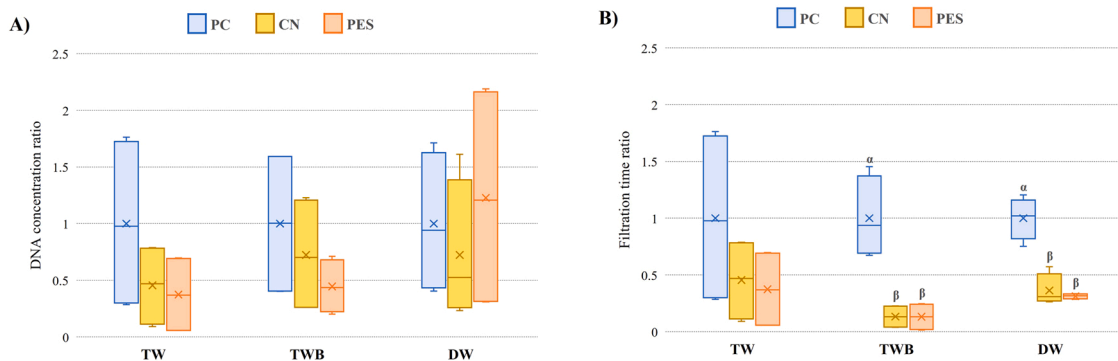 A)
PC CN PES
DNA concentration ratio
2.5
2
1.5
1
0.5
0
TW TWB DW
B)
PC CN PES
Filtration time ratio
2.5
2
1.5
1
0.5
0
α
α
β β
β β
TW TWB DW